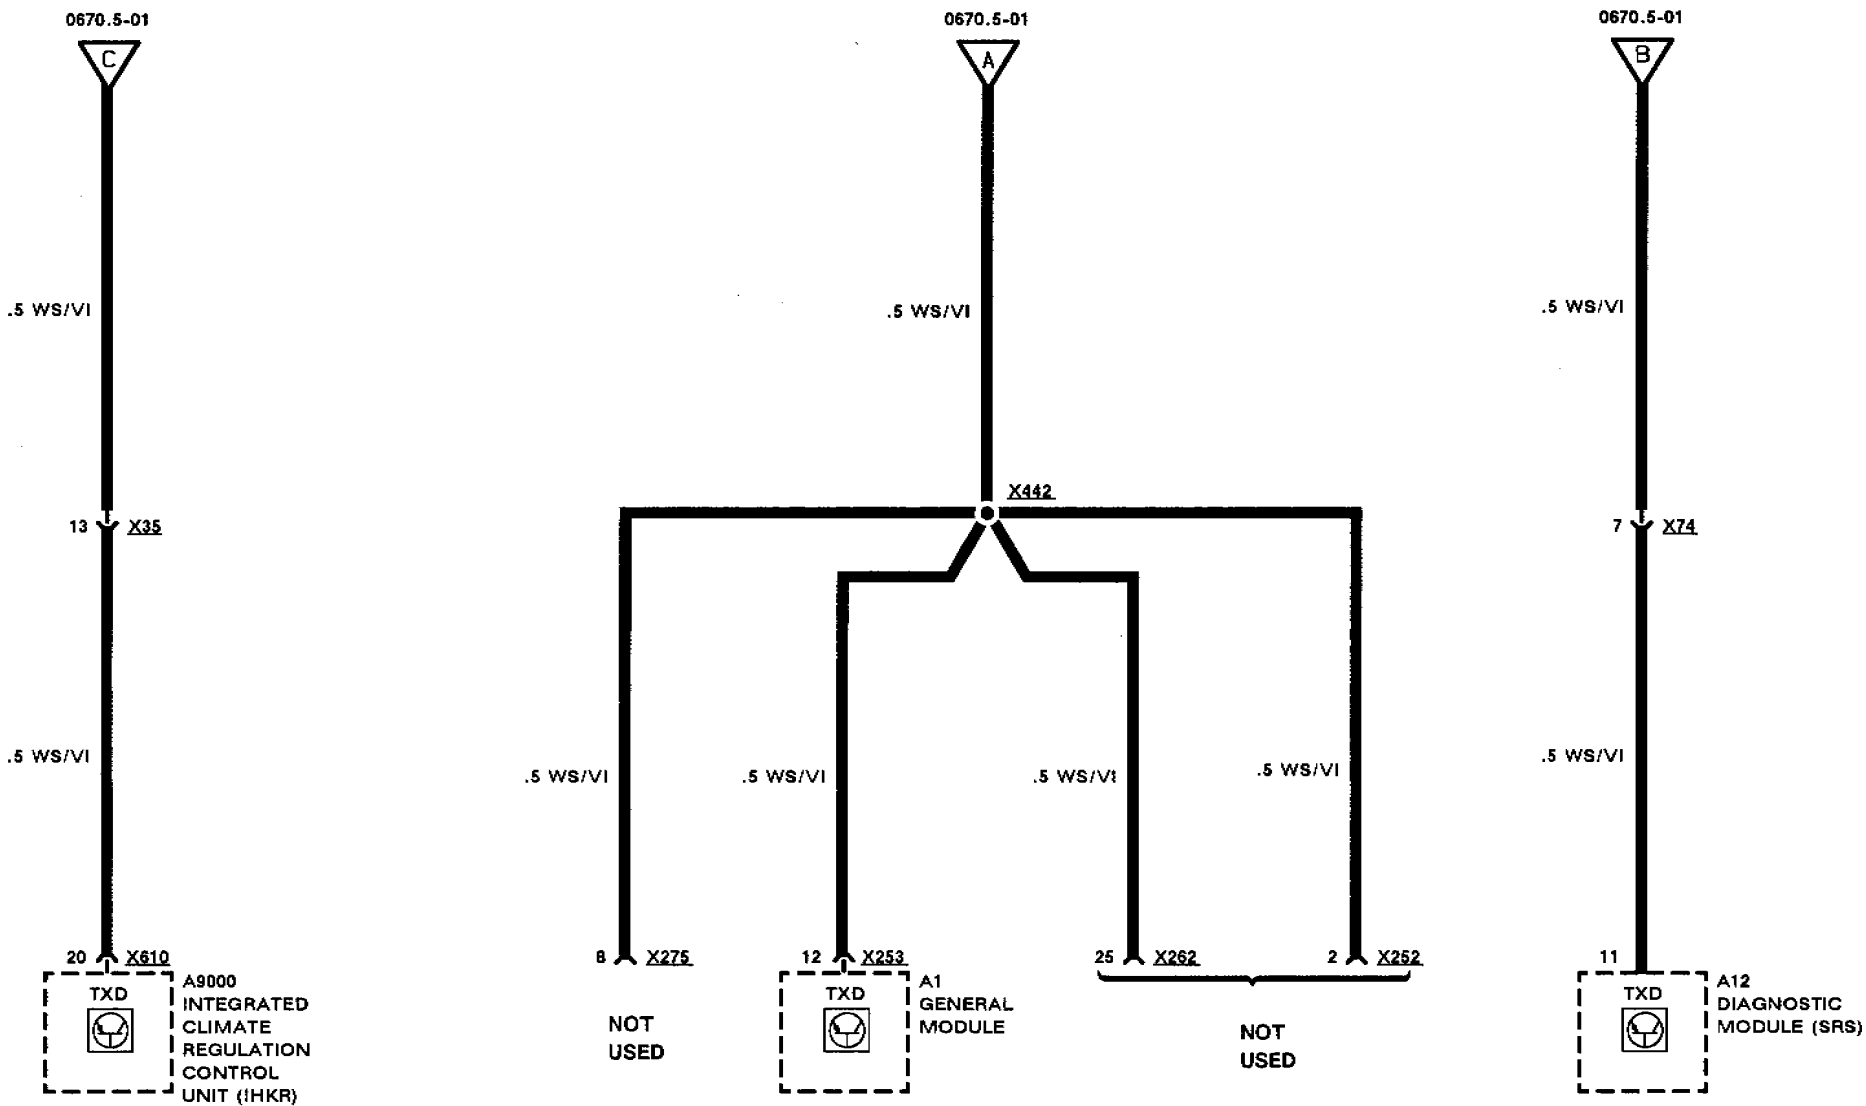 0670.5-01
0670.5-01
0670.5-01
C
A
B
.5 WS/VI
.5 WS/VI
.5 WS/VI
X442
13 X35
7 X74
.5 WS/VI
.5 WS/VI
.5 WS/VI
.5 WS/VI
.5 WS/VI
.5 WS/VI
20 X610
8 X275
12 X253
25 X262
2 X252
11
TXD
A9000
INTEGRATED
CLIMATE
REGULATION
CONTROL
UNIT (IHKR)
NOT
USED
TXD
A1
GENERAL
MODULE
NOT
USED
TXD
A12
DIAGNOSTIC
MODULE (SRS)